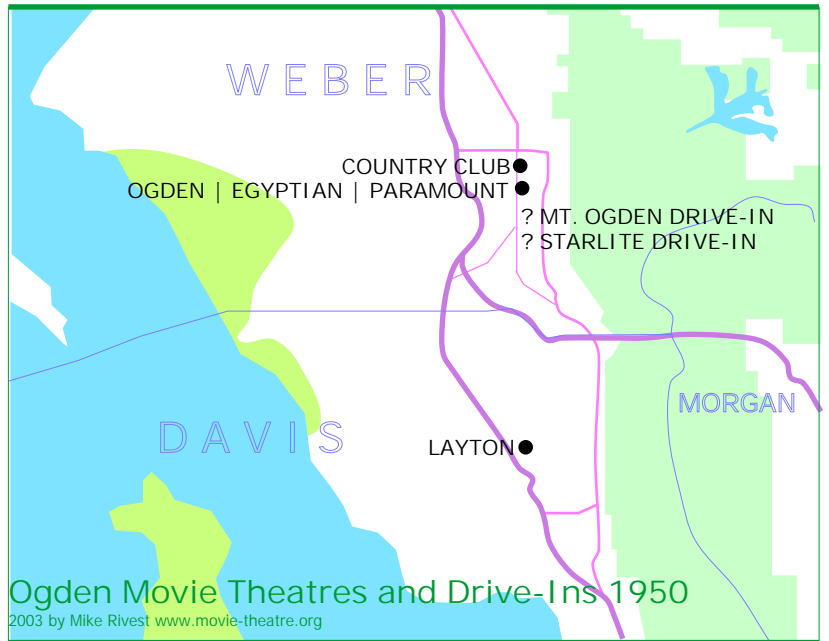 WEBER
COUNTRY CLUB
OGDEN | EGYPTIAN | PARAMOUNT
? MT. OGDEN DRIVE-IN
? STARLITE DRIVE-IN
MORGAN
DAVIS
LAYTON
Ogden Movie Theatres and Drive-Ins 1950
2003 by Mike Rivest www.movie-theatre.org